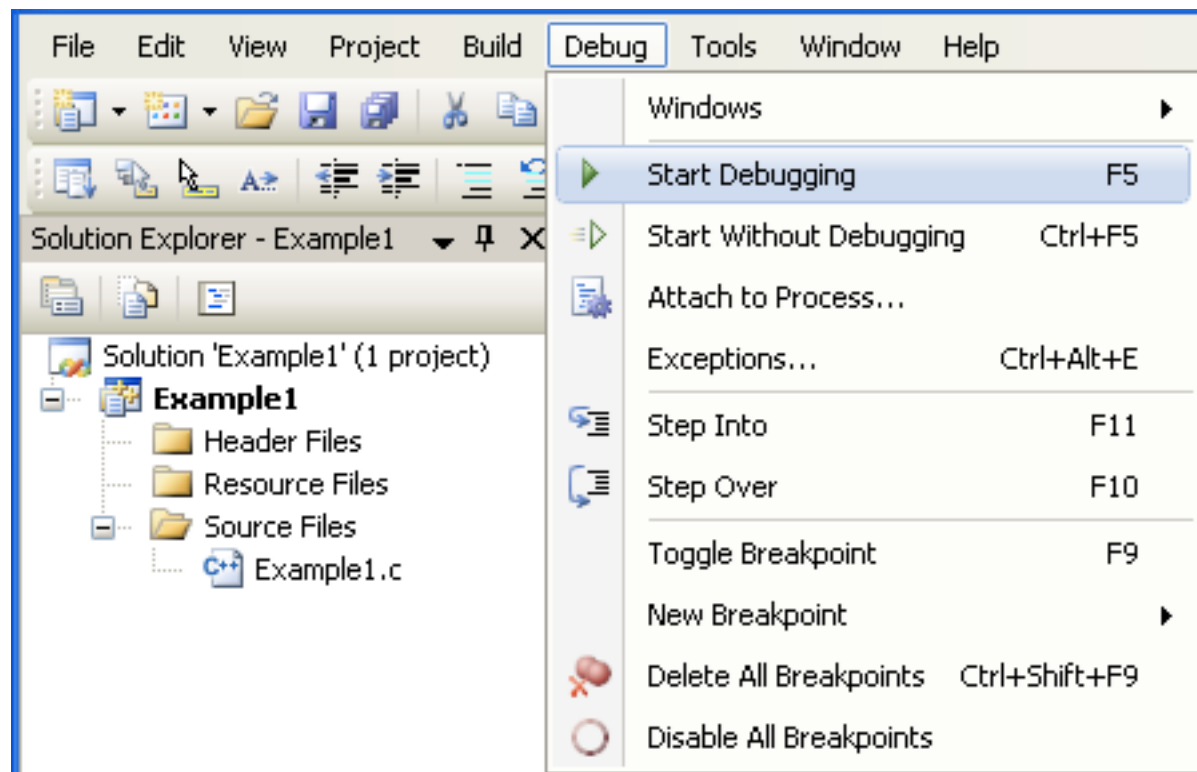 File Edit View Project Build Debug Tools Window Help
Windows
Start Debugging F5
Solution Explorer - Example1
Start Without Debugging Ctrl+F5
Attach to Process...
Solution 'Example1' (1 project)
Exceptions... Ctrl+Alt+E
Example1
Header Files
Step Into F11
Resource Files
Step Over F10
Source Files
Toggle Breakpoint F9
C++ Example1.c
New Breakpoint
Delete All Breakpoints Ctrl+Shift+F9
Disable All Breakpoints